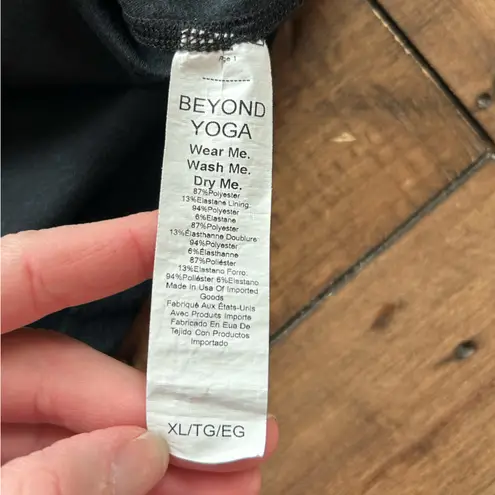 BEYOND
YOGA
Wear Me.
Wash Me.
Dry Me.
87%Polyester
13%Elastane Lining:
94%Polyester
6%Elastane
87%Polyester
13%Élasthanne Doublure
94%Polyester
6%Élasthanne
87%Poliéster
13%Elastano Forro:
94%Poliéster 6%Elastano
Made In Usa Of Imported
Goods
Fabriqué Aux États-Unis
Avec Produits Importe
Fabricado En Eua De
Tejido Con Productos
Importado
XL/TG/EG